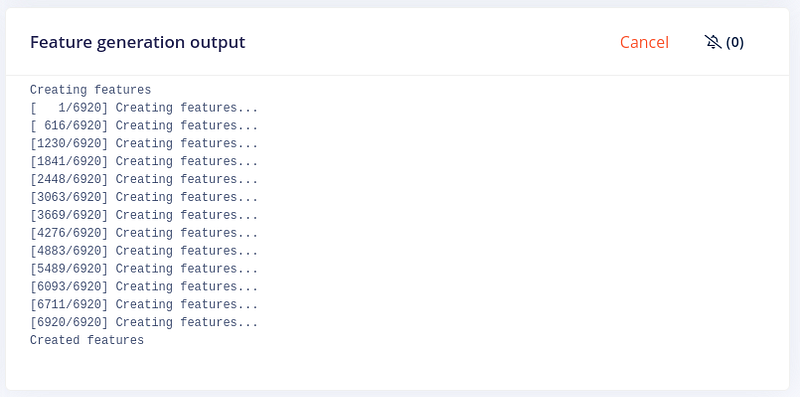 Feature generation output
Cancel
(0)
Creating features
[   1/6920] Creating features...
[ 616/6920] Creating features...
[1230/6920] Creating features...
[1841/6920] Creating features...
[2448/6920] Creating features...
[3063/6920] Creating features...
[3669/6920] Creating features...
[4276/6920] Creating features...
[4883/6920] Creating features...
[5489/6920] Creating features...
[6093/6920] Creating features...
[6711/6920] Creating features...
[6920/6920] Creating features...
Created features